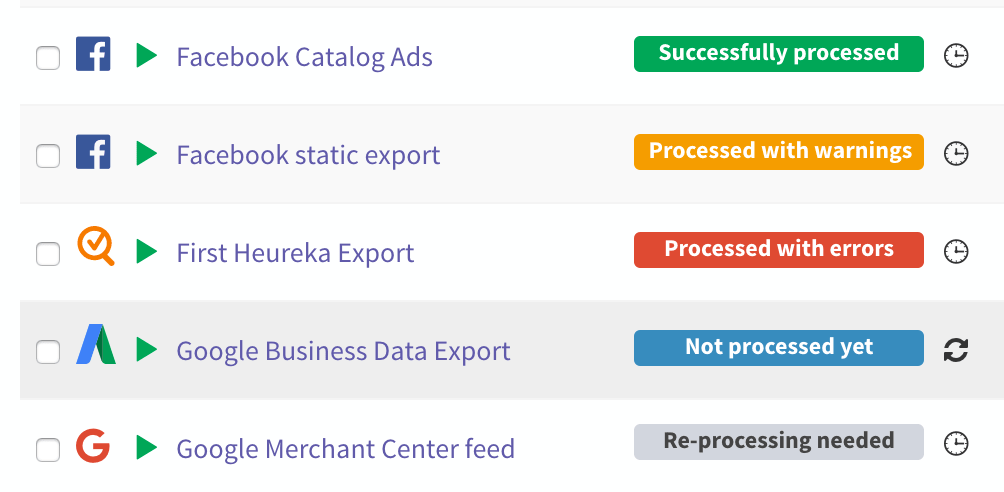 Facebook Catalog Ads Successfully processed
Facebook static export Processed with warnings
First Heureka Export Processed with errors
Google Business Data Export Not processed yet
Google Merchant Center feed Re-processing needed